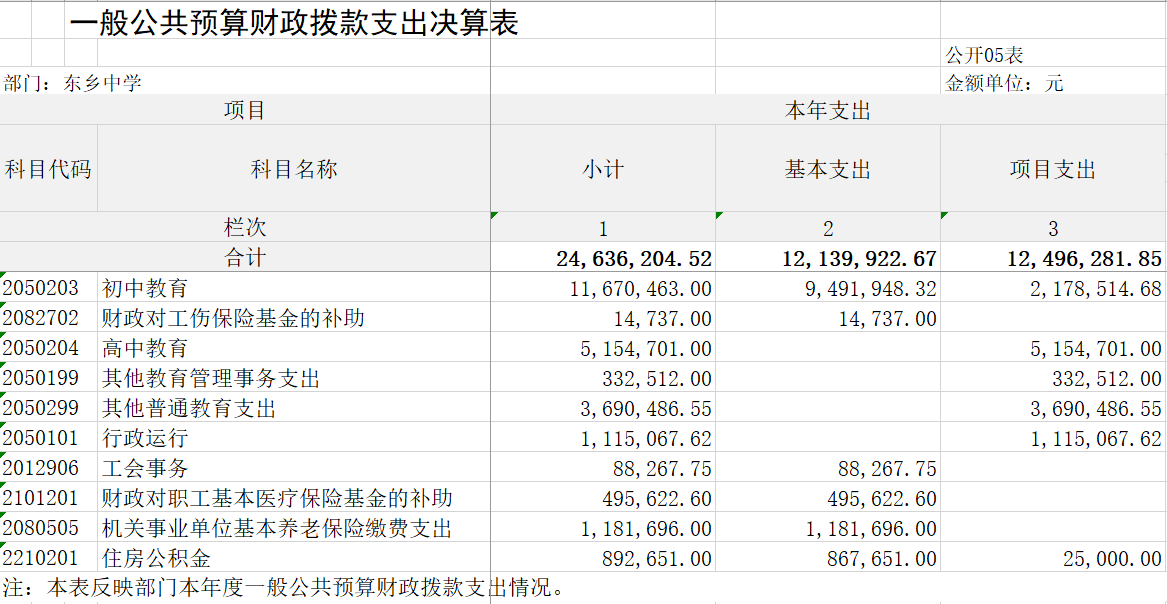 一般公共预算财政拨款支出决算表
公开05表
部门：东乡中学 金额单位：元
项目 本年支出
科目代码 科目名称 小计 基本支出 项目支出
栏次 1 2 3
合计 24,636,204.52 12,139,922.67 12,496,281.85
2050203 初中教育 11,670,463.00 9,491,948.32 2,178,514.68
2082702 财政对工伤保险基金的补助 14,737.00 14,737.00
2050204 高中教育 5,154,701.00 5,154,701.00
2050199 其他教育管理事务支出 332,512.00 332,512.00
2050299 其他普通教育支出 3,690,486.55 3,690,486.55
2050101 行政运行 1,115,067.62 1,115,067.62
2012906 工会事务 88,267.75 88,267.75
2101201 财政对职工基本医疗保险基金的补助 495,622.60 495,622.60
2080505 机关事业单位基本养老保险缴费支出 1,181,696.00 1,181,696.00
2210201 住房公积金 892,651.00 867,651.00 25,000.00
注：本表反映部门本年度一般公共预算财政拨款支出情况。